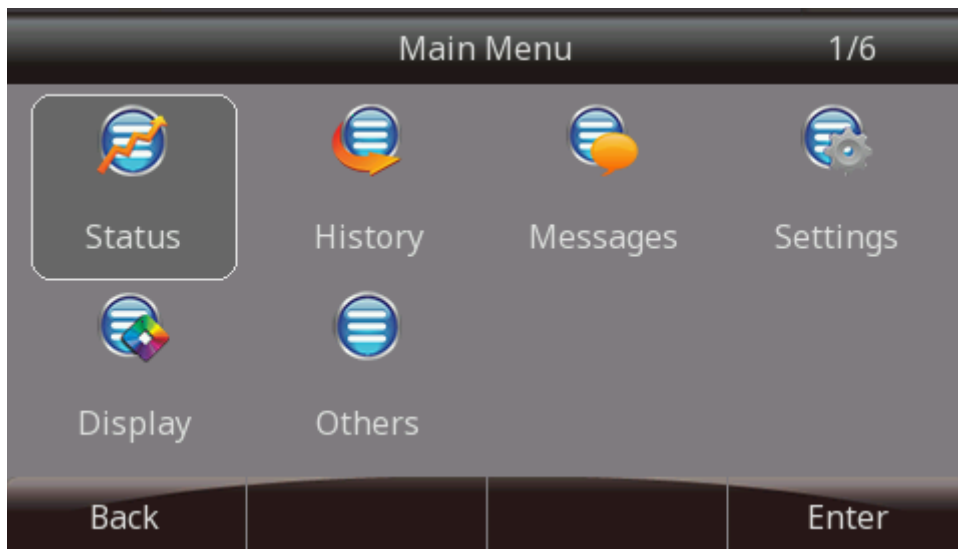 Main Menu 1/6
Status History Messages Settings
Display Others
Back Enter